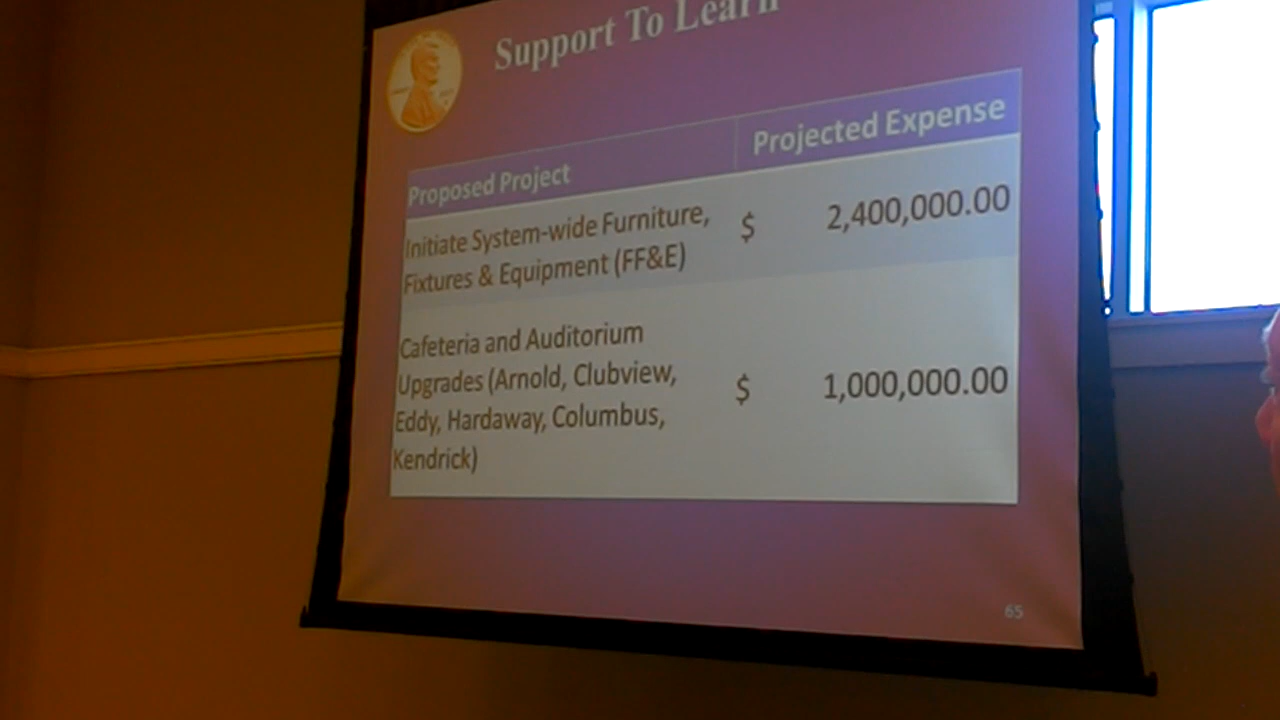 Support To Learn
Proposed Project
Projected Expense
Initiate System-wide Furniture,
Fixtures & Equipment (FF&E)
$ 2,400,000.00
Cafeteria and Auditorium
Upgrades (Arnold, Clubview,
Eddy, Hardaway, Columbus,
Kendrick)
$ 1,000,000.00
65